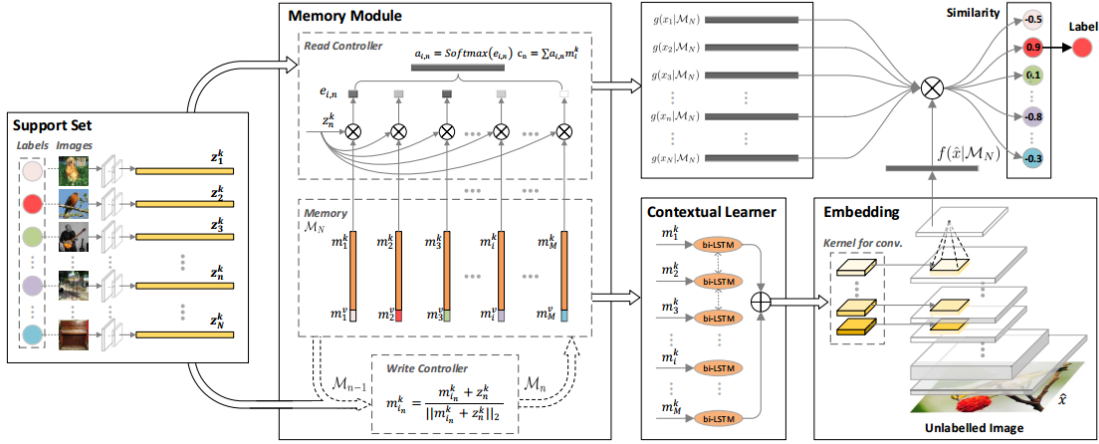 Support Set
Labels Images
z_1^k
z_2^k
z_3^k
z_n^k
z_N^k
Memory Module
Read Controller
a_{i,n} = Softmax(e_{i,n}) c_n = ∑a_{i,n}m_i^k
e_{i,n}
z_n^k
Memory
M_N
m_1^k m_2^k m_3^k m_i^k m_M^k
m_1^v m_2^v m_3^v m_i^v m_M^v
M_{n-1}
M_n
Write Controller
m_{i_n}^k = (m_{i_n}^k + z_n^k) / ||m_{i_n}^k + z_n^k||_2
g(x_1|M_N)
g(x_2|M_N)
g(x_3|M_N)
g(x_n|M_N)
g(x_N|M_N)
f(x̂|M_N)
Similarity
-0.5
0.9
0.1
-0.8
-0.3
Label
Contextual Learner
m_1^k bi-LSTM
m_2^k bi-LSTM
m_3^k bi-LSTM
m_i^k bi-LSTM
m_M^k bi-LSTM
Embedding
Kernel for conv.
x̂
Unlabelled Image